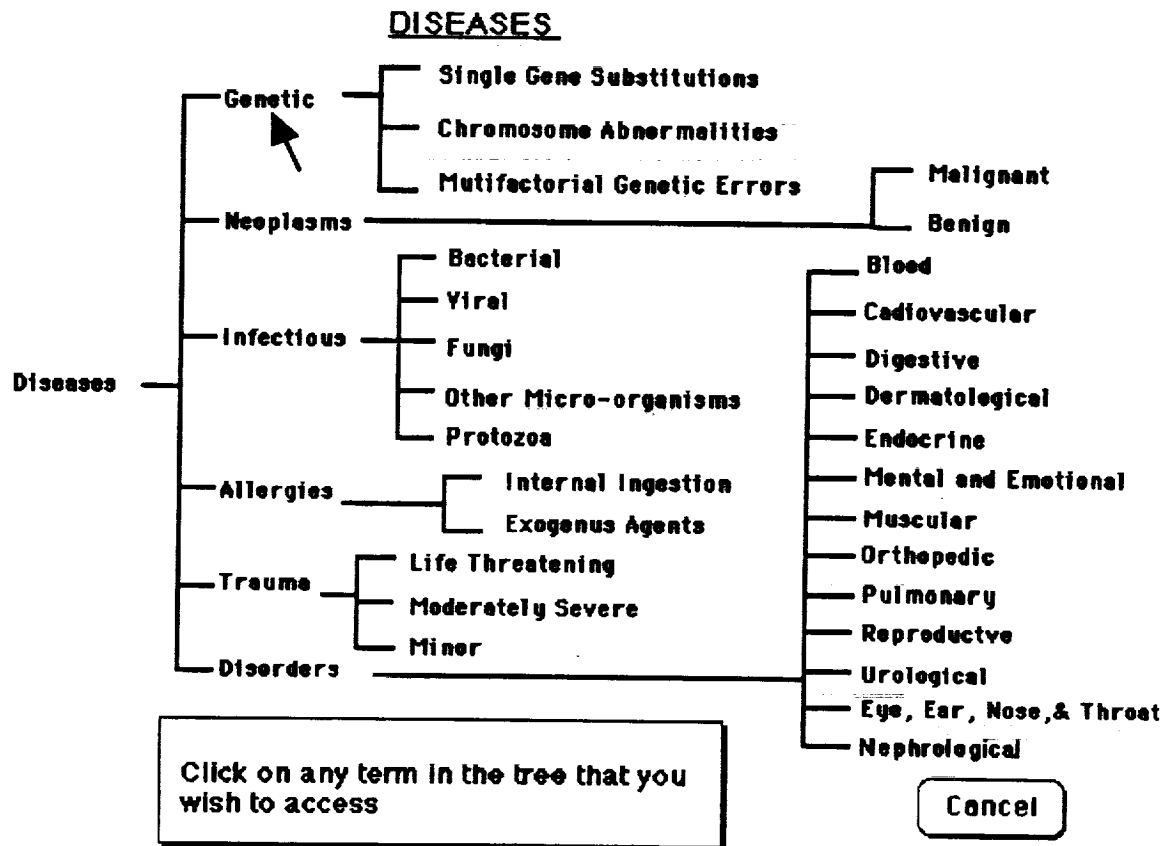 DISEASES
Single Gene Substitutions
Genetic
Chromosome Abnormalities
Mutifactorial Genetic Errors
Malignant
Neoplasms
Benign
Bacterial
Blood
Viral
Cadiovascular
Infectious
Fungi
Digestive
Diseases
Other Micro-organisms
Dermatological
Protozoa
Endocrine
Allergies
Internal Ingestion
Mental and Emotional
Exogenus Agents
Muscular
Life Threatening
Orthopedic
Trauma
Moderately Severe
Pulmonary
Minor
Reproductve
Disorders
Urological
Eye, Ear, Nose,& Throat
Nephrological
Click on any term in the tree that you
wish to access
Cancel